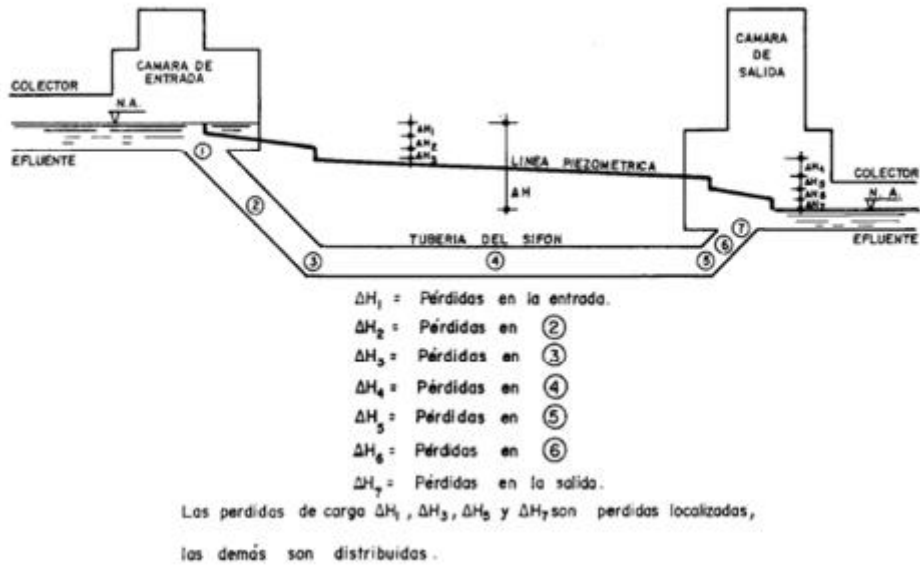 CAMARA DE
ENTRADA
COLECTOR
N.A.
EFLUENTE
CAMARA
DE
SALIDA
ΔH₁
ΔH₂
ΔH₃
LINEA PIEZOMETRICA
ΔH
ΔH₄
ΔH₅
ΔH₆
ΔH₇
COLECTOR
N. A.
EFLUENTE
TUBERIA DEL SIFON
①
②
③
④
⑤
⑥
⑦
ΔH₁ = Pérdidas en la entrada.
ΔH₂ = Pérdidas en ②
ΔH₃ = Pérdidas en ③
ΔH₄ = Pérdidas en ④
ΔH₅ = Pérdidas en ⑤
ΔH₆ = Pérdidas en ⑥
ΔH₇ = Pérdidas en la salida.
Las perdidas de carga ΔH₁, ΔH₃, ΔH₅ y ΔH₇ son perdidas localizadas,
las demás son distribuidas.